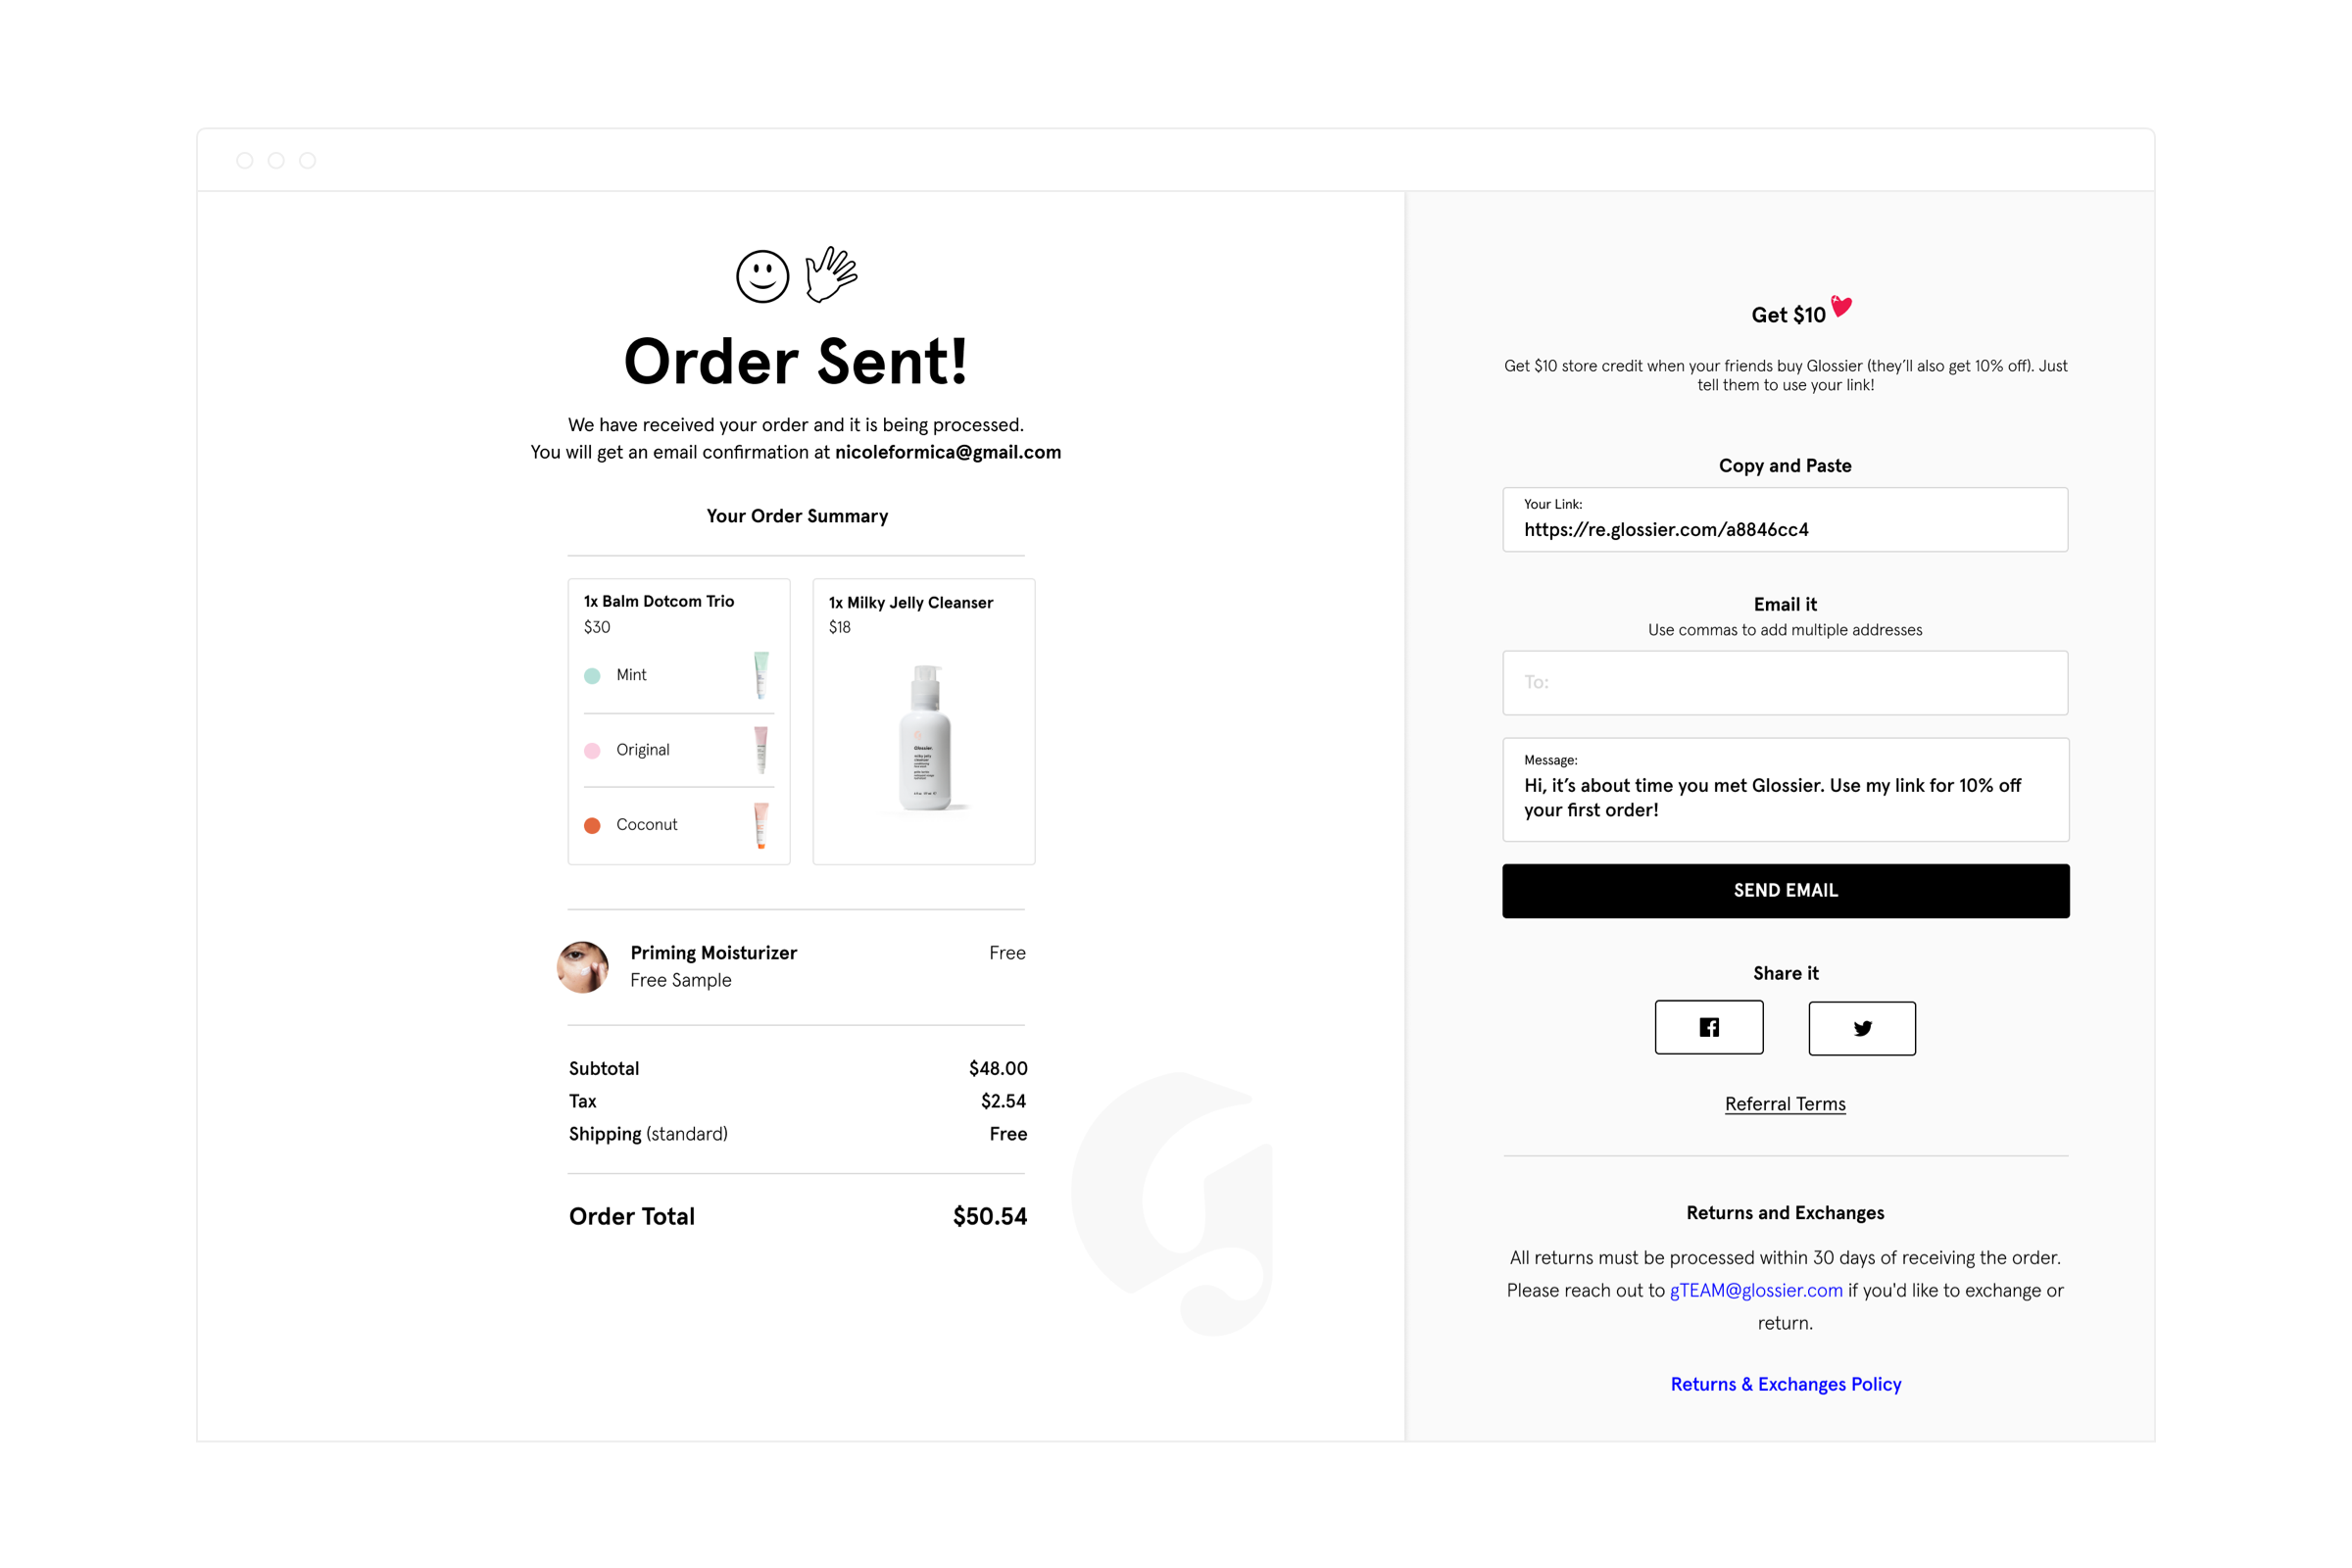 Order Sent!
We have received your order and it is being processed.
You will get an email confirmation at nicoleformica@gmail.com
Your Order Summary
1x Balm Dotcom Trio
$30
Mint
Original
Coconut
1x Milky Jelly Cleanser
$18
Glossier.
milky jelly
cleanser
Priming Moisturizer
Free
Free Sample
Subtotal
$48.00
Tax
$2.54
Shipping (standard)
Free
Order Total
$50.54
Get $10
Get $10 store credit when your friends buy Glossier (they’ll also get 10% off). Just
tell them to use your link!
Copy and Paste
Your Link:
https://re.glossier.com/a8846cc4
Email it
Use commas to add multiple addresses
To:
Message:
Hi, it’s about time you met Glossier. Use my link for 10% off
your first order!
SEND EMAIL
Share it
Referral Terms
Returns and Exchanges
All returns must be processed within 30 days of receiving the order.
Please reach out to gTEAM@glossier.com if you'd like to exchange or
return.
Returns & Exchanges Policy